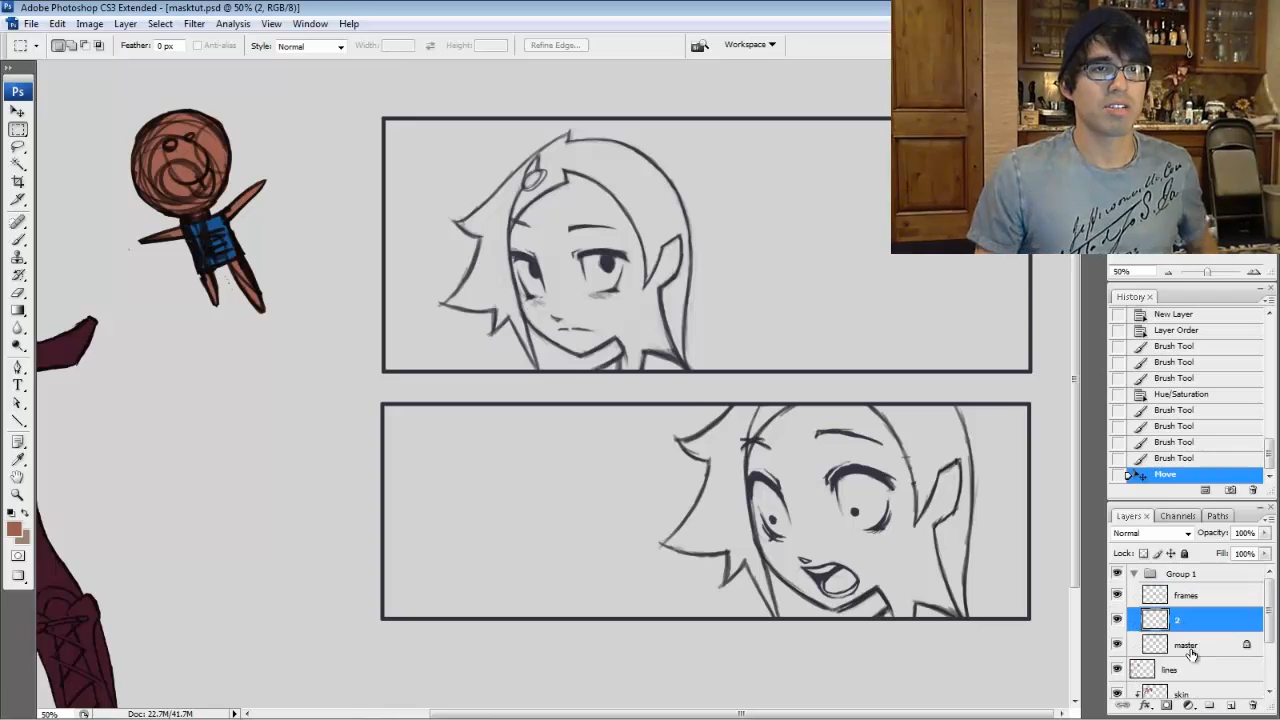 Adobe Photoshop CS3 Extended - [masktut.psd @ 50% (2, RGB/8)]
File Edit Image Layer Select Filter Analysis View Window Help
Feather: 0 px Anti-alias Style: Normal Width: Height: Refine Edge... Workspace
Ps
T
50%
History
New Layer
Layer Order
Brush Tool
Brush Tool
Brush Tool
Hue/Saturation
Brush Tool
Brush Tool
Brush Tool
Brush Tool
Move
Layers Channels Paths
Normal Opacity: 100%
Lock: Fill: 100%
Group 1
frames
2
master
lines
skin
50% Doc: 22.7M/41.7M